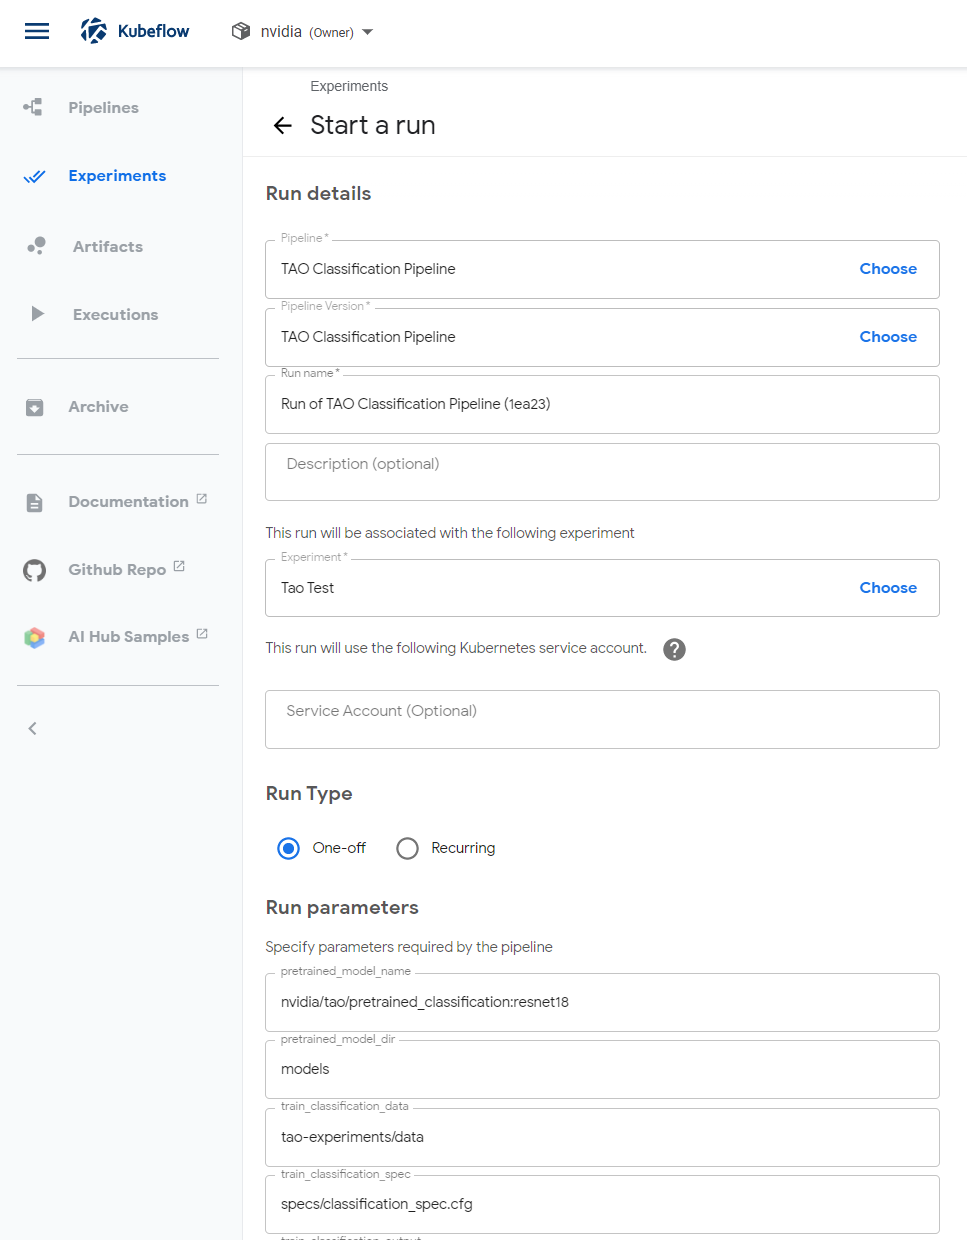 Kubeflow
nvidia (Owner)
Pipelines
Experiments
Artifacts
Executions
Archive
Documentation
Github Repo
AI Hub Samples
Experiments
Start a run
Run details
Pipeline*
TAO Classification Pipeline
Choose
Pipeline Version*
TAO Classification Pipeline
Choose
Run name*
Run of TAO Classification Pipeline (1ea23)
Description (optional)
This run will be associated with the following experiment
Experiment*
Tao Test
Choose
This run will use the following Kubernetes service account.
?
Service Account (Optional)
Run Type
One-off
Recurring
Run parameters
Specify parameters required by the pipeline
pretrained_model_name
nvidia/tao/pretrained_classification:resnet18
pretrained_model_dir
models
train_classification_data
tao-experiments/data
train_classification_spec
specs/classification_spec.cfg
train_classification_output